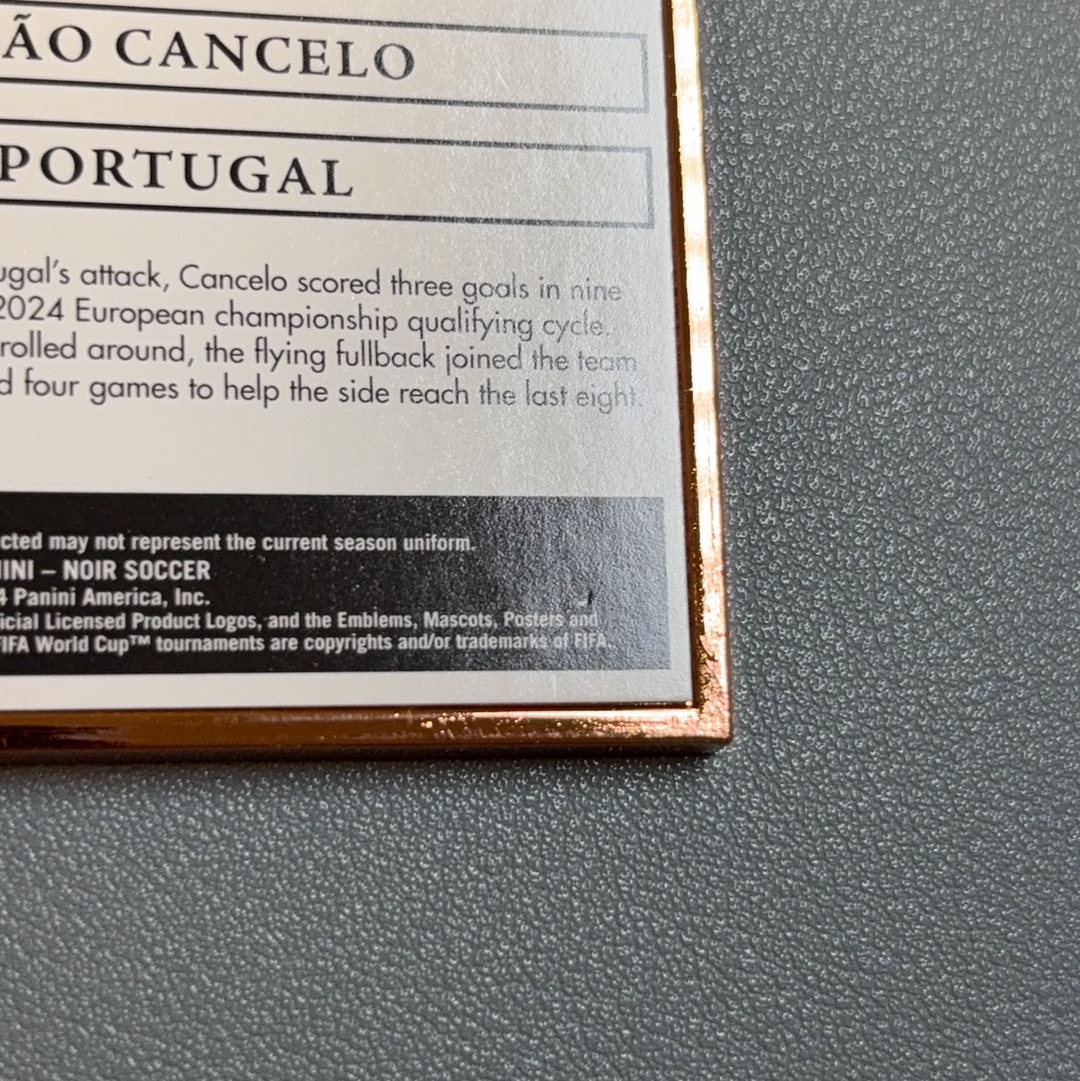 ÃO CANCELO
PORTUGAL
ugal's attack, Cancelo scored three goals in nine
2024 European championship qualifying cycle.
rolled around, the flying fullback joined the team
d four games to help the side reach the last eight.
cted may not represent the current season uniform.
INI – NOIR SOCCER
4 Panini America, Inc.
icial Licensed Product Logos, and the Emblems, Mascots, Posters and
FIFA World Cup™ tournaments are copyrights and/or trademarks of FIFA.